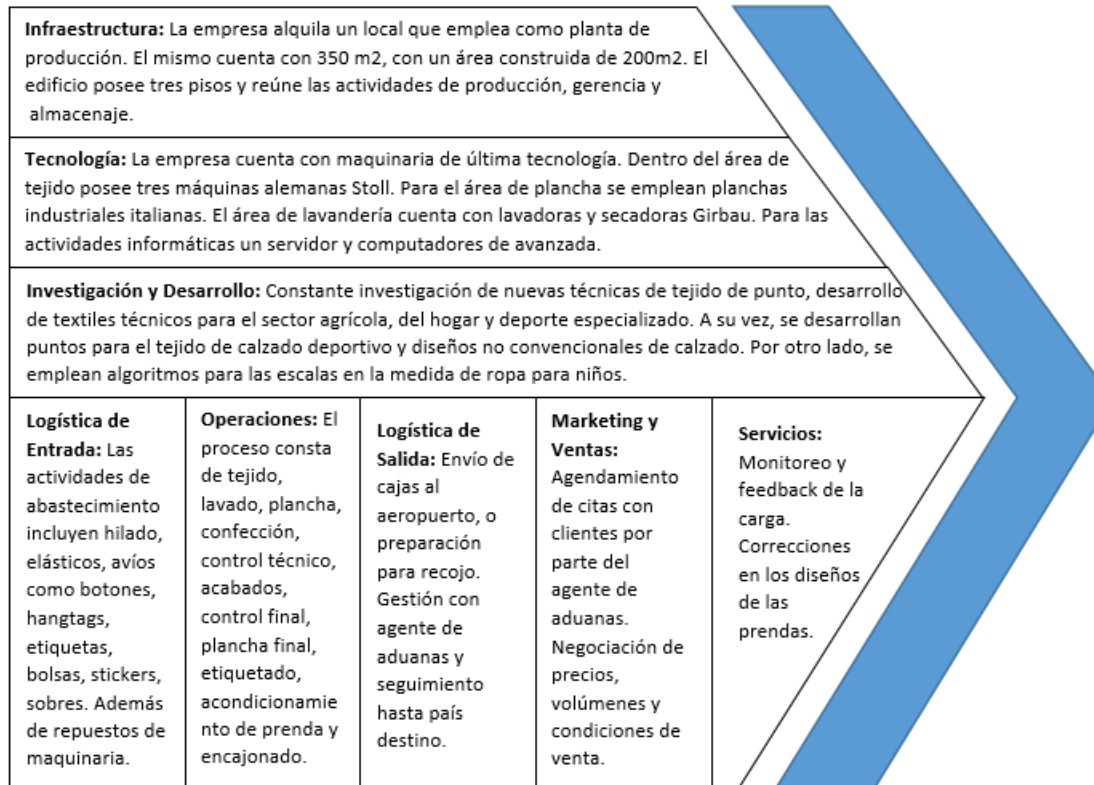 Infraestructura: La empresa alquila un local que emplea como planta de
producción. El mismo cuenta con 350 m2, con un área construida de 200m2. El
edificio posee tres pisos y reúne las actividades de producción, gerencia y
almacenaje.
Tecnología: La empresa cuenta con maquinaria de última tecnología. Dentro del área de
tejido posee tres máquinas alemanas Stoll. Para el área de plancha se emplean planchas
industriales italianas. El área de lavandería cuenta con lavadoras y secadoras Girbau. Para las
actividades informáticas un servidor y computadores de avanzada.
Investigación y Desarrollo: Constante investigación de nuevas técnicas de tejido de punto, desarrollo
de textiles técnicos para el sector agrícola, del hogar y deporte especializado. A su vez, se desarrollan
puntos para el tejido de calzado deportivo y diseños no convencionales de calzado. Por otro lado, se
emplean algoritmos para las escalas en la medida de ropa para niños.
Logística de
Entrada: Las
actividades de
abastecimiento
incluyen hilado,
elásticos, avíos
como botones,
hangtags,
etiquetas,
bolsas, stickers,
sobres. Además
de repuestos de
maquinaria.
Operaciones: El
proceso consta
de tejido,
lavado, plancha,
confección,
control técnico,
acabados,
control final,
plancha final,
etiquetado,
acondicionamie
nto de prenda y
encajonado.
Logística de
Salida: Envío de
cajas al
aeropuerto, o
preparación
para recojo.
Gestión con
agente de
aduanas y
seguimiento
hasta país
destino.
Marketing y
Ventas:
Agendamiento
de citas con
clientes por
parte del
agente de
aduanas.
Negociación de
precios,
volúmenes y
condiciones de
venta.
Servicios:
Monitoreo y
feedback de la
carga.
Correcciones
en los diseños
de las
prendas.